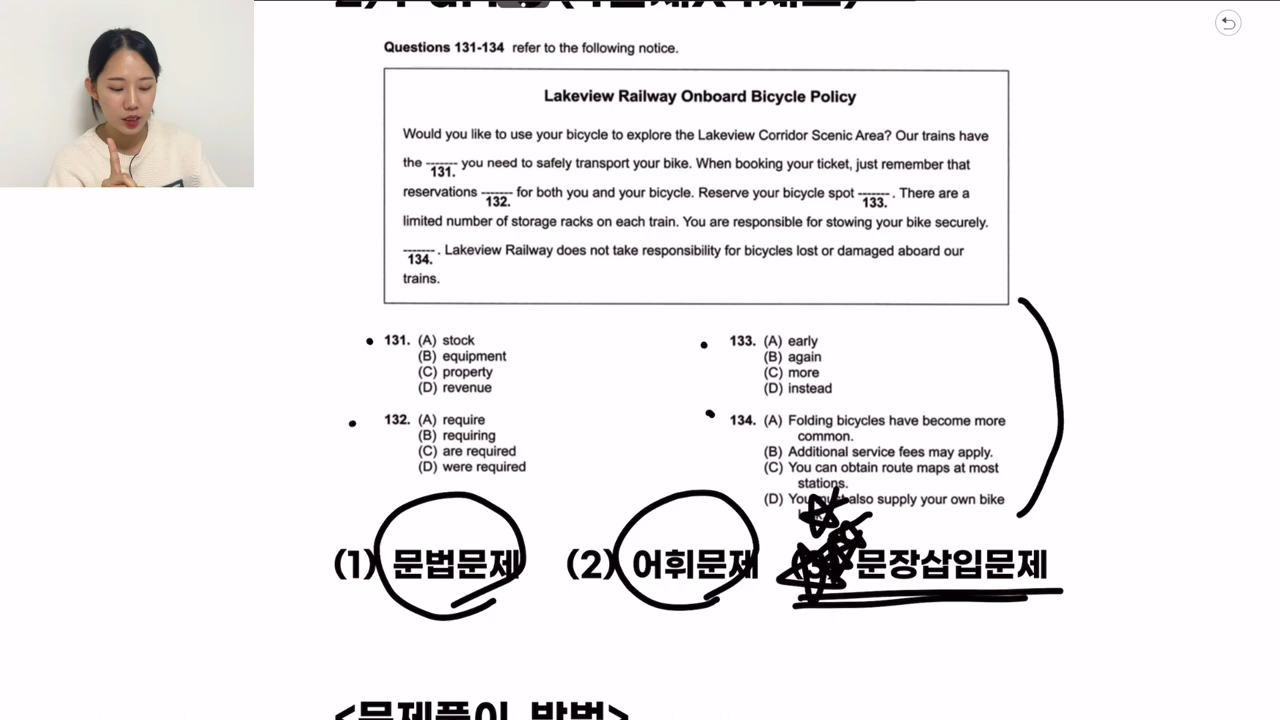 Questions 131-134 refer to the following notice.
Lakeview Railway Onboard Bicycle Policy
Would you like to use your bicycle to explore the Lakeview Corridor Scenic Area? Our trains have
the ------- you need to safely transport your bike. When booking your ticket, just remember that
131.
reservations ------- for both you and your bicycle. Reserve your bicycle spot ------- . There are a
132. 133.
limited number of storage racks on each train. You are responsible for stowing your bike securely.
------- . Lakeview Railway does not take responsibility for bicycles lost or damaged aboard our
134.
trains.
131. (A) stock
(B) equipment
(C) property
(D) revenue
132. (A) require
(B) requiring
(C) are required
(D) were required
133. (A) early
(B) again
(C) more
(D) instead
134. (A) Folding bicycles have become more
common.
(B) Additional service fees may apply.
(C) You can obtain route maps at most
stations.
(D) You must also supply your own bike
(1) 문법문제 (2) 어휘문제 문장삽입문제
<문제풀이 방법>